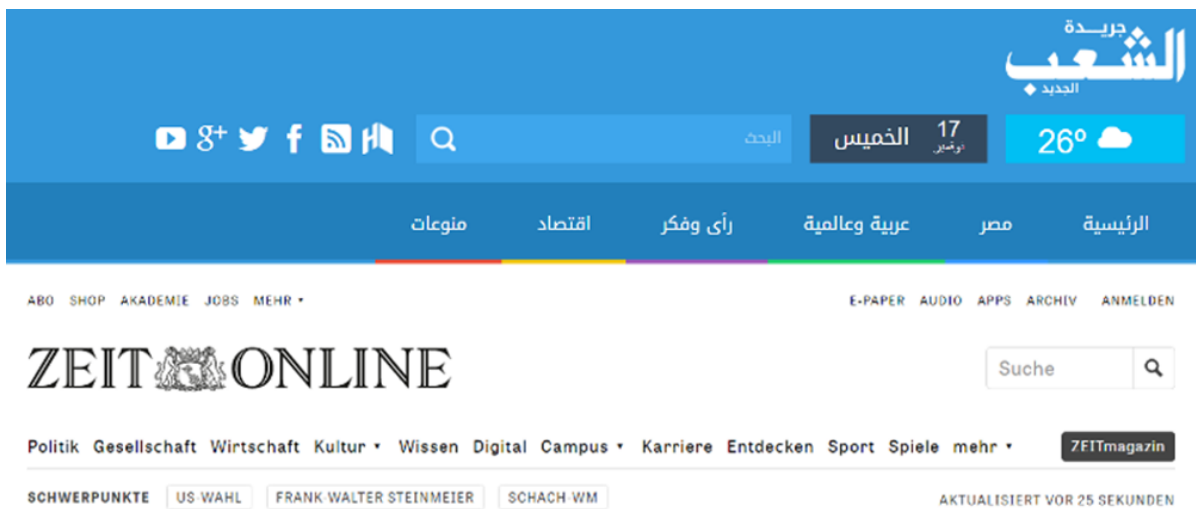 جريدة
الشعب
الجديد
26° 17 نوفمبر الخميس البحث
الرئيسية مصر عربية وعالمية رأى وفكر اقتصاد منوعات
ABO SHOP AKADEMIE JOBS MEHR E-PAPER AUDIO APPS ARCHIV ANMELDEN
ZEIT ONLINE Suche
Politik Gesellschaft Wirtschaft Kultur Wissen Digital Campus Karriere Entdecken Sport Spiele mehr ZEITmagazin
SCHWERPUNKTE US-WAHL FRANK-WALTER STEINMEIER SCHACH-WM AKTUALISIERT VOR 25 SEKUNDEN